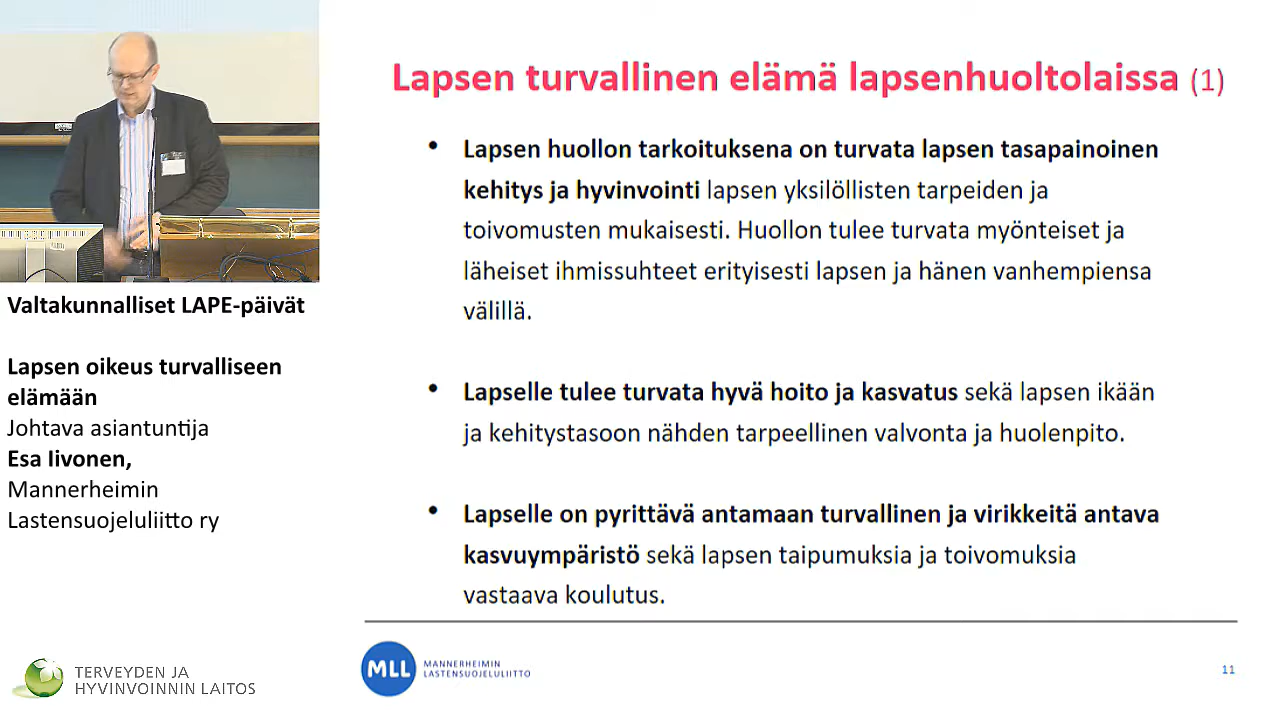 Valtakunnalliset LAPE-päivät
Lapsen oikeus turvalliseen
elämään
Johtava asiantuntija
Esa Iivonen,
Mannerheimin
Lastensuojeluliitto ry
TERVEYDEN JA
HYVINVOINNIN LAITOS
Lapsen turvallinen elämä lapsenhuoltolaissa (1)
• Lapsen huollon tarkoituksena on turvata lapsen tasapainoinen
kehitys ja hyvinvointi lapsen yksilöllisten tarpeiden ja
toivomusten mukaisesti. Huollon tulee turvata myönteiset ja
läheiset ihmissuhteet erityisesti lapsen ja hänen vanhempiensa
välillä.
• Lapselle tulee turvata hyvä hoito ja kasvatus sekä lapsen ikään
ja kehitystasoon nähden tarpeellinen valvonta ja huolenpito.
• Lapselle on pyrittävä antamaan turvallinen ja virikkeitä antava
kasvuympäristö sekä lapsen taipumuksia ja toivomuksia
vastaava koulutus.
MLL
MANNERHEIMIN
LASTENSUOJELULIITTO
11